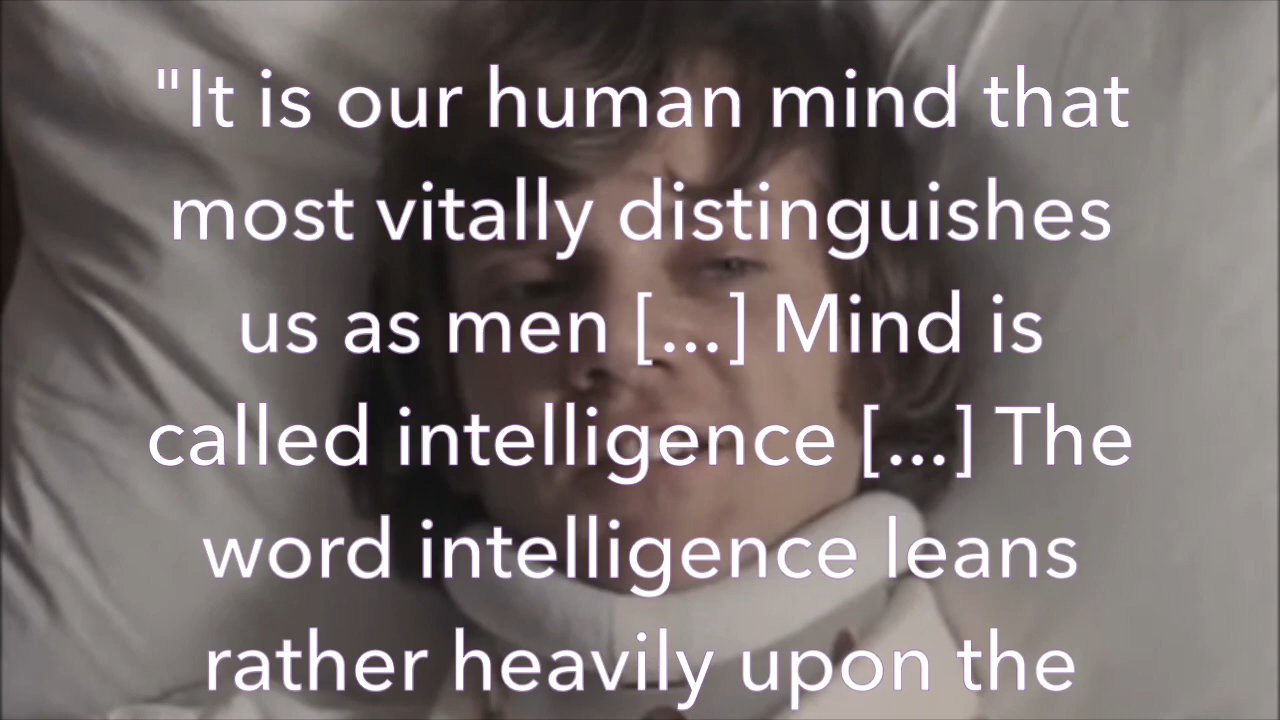 "It is our human mind that
most vitally distinguishes
us as men [...] Mind is
called intelligence [...] The
word intelligence leans
rather heavily upon the